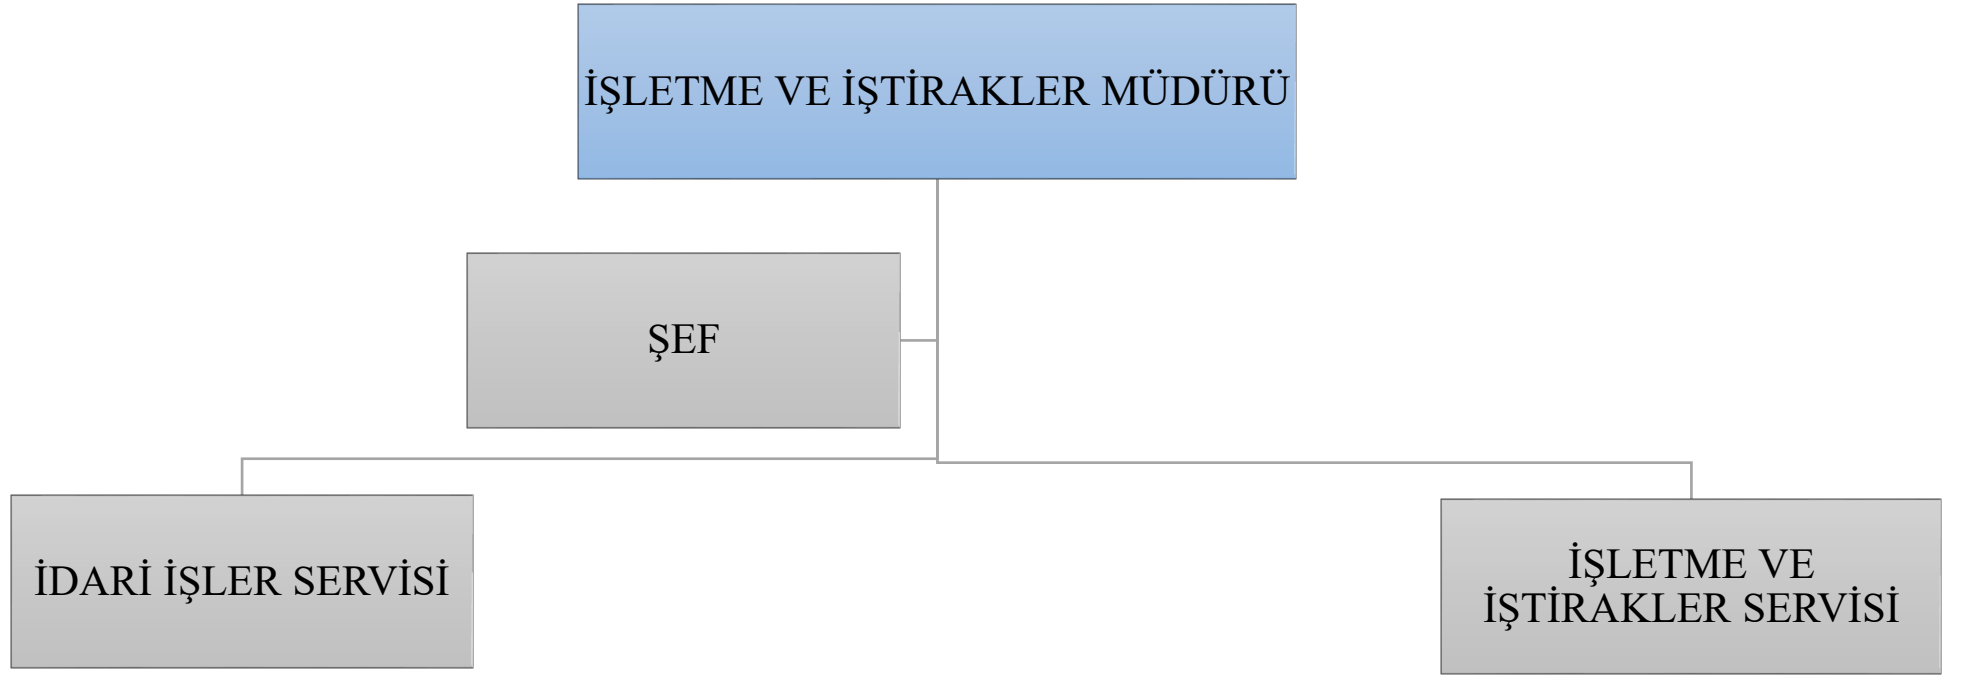 İŞLETME VE İŞTİRAKLER MÜDÜRÜ
ŞEF
İDARİ İŞLER SERVİSİ
İŞLETME VE
İŞTİRAKLER SERVİSİ